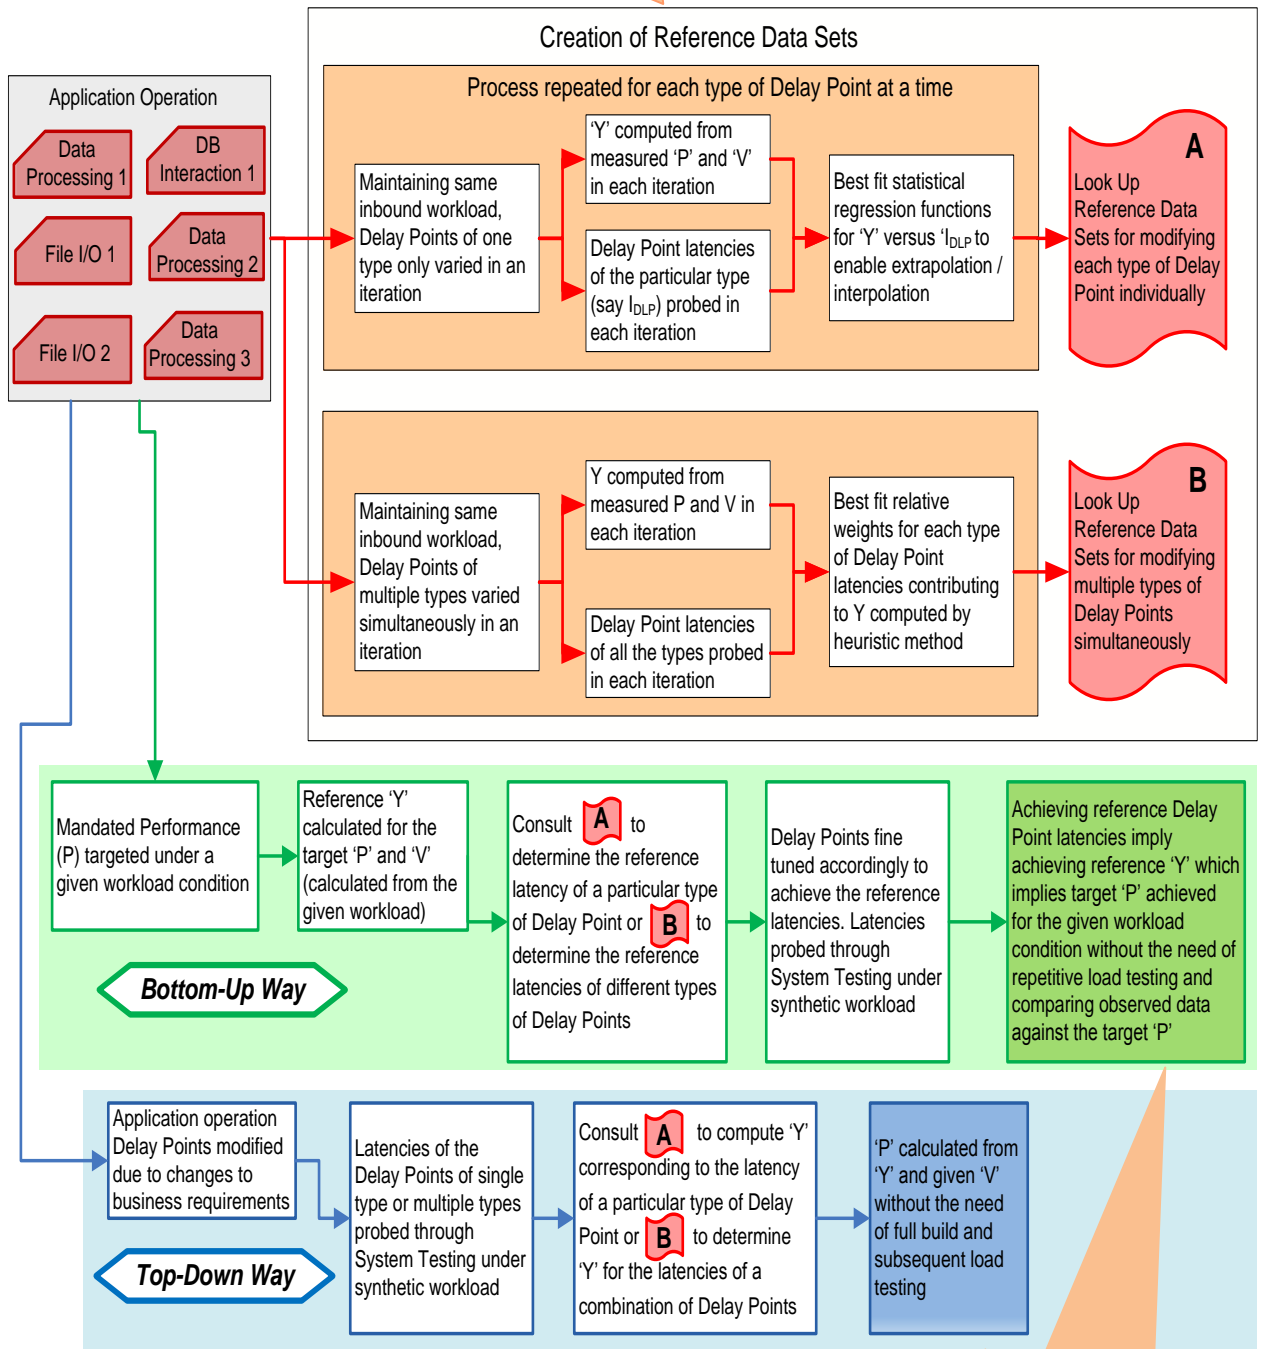 Creation of Reference Data Sets
Application Operation
Data
Processing 1
DB
Interaction 1
File I/O 1
Data
Processing 2
File I/O 2
Data
Processing 3
Process repeated for each type of Delay Point at a time
Maintaining same
inbound workload,
Delay Points of one
type only varied in an
iteration
‘Y’ computed from
measured ‘P’ and ‘V’
in each iteration
Delay Point latencies
of the particular type
(say IDLP) probed in
each iteration
Best fit statistical
regression functions
for ‘Y’ versus ‘IDLP to
enable extrapolation /
interpolation
A
Look Up
Reference Data
Sets for modifying
each type of Delay
Point individually
Maintaining same
inbound workload,
Delay Points of
multiple types varied
simultaneously in an
iteration
Y computed from
measured P and V in
each iteration
Delay Point latencies
of all the types probed
in each iteration
Best fit relative
weights for each type
of Delay Point
latencies contributing
to Y computed by
heuristic method
B
Look Up
Reference Data
Sets for modifying
multiple types of
Delay Points
simultaneously
Mandated Performance
(P) targeted under a
given workload condition
Reference ‘Y’
calculated for the
target ‘P’ and ‘V’
(calculated from the
given workload)
Consult A to
determine the reference
latency of a particular type
of Delay Point or B to
determine the reference
latencies of different types
of Delay Points
Delay Points fine
tuned accordingly to
achieve the reference
latencies. Latencies
probed through
System Testing under
synthetic workload
Achieving reference Delay
Point latencies imply
achieving reference ‘Y’ which
implies target ‘P’ achieved
for the given workload
condition without the need of
repetitive load testing and
comparing observed data
against the target ‘P’
Bottom-Up Way
Application operation
Delay Points modified
due to changes to
business requirements
Latencies of the
Delay Points of single
type or multiple types
probed through
System Testing under
synthetic workload
Consult A to compute ‘Y’
corresponding to the latency
of a particular type of Delay
Point or B to determine
‘Y’ for the latencies of a
combination of Delay Points
‘P’ calculated from
‘Y’ and given ‘V’
without the need
of full build and
subsequent load
testing
Top-Down Way